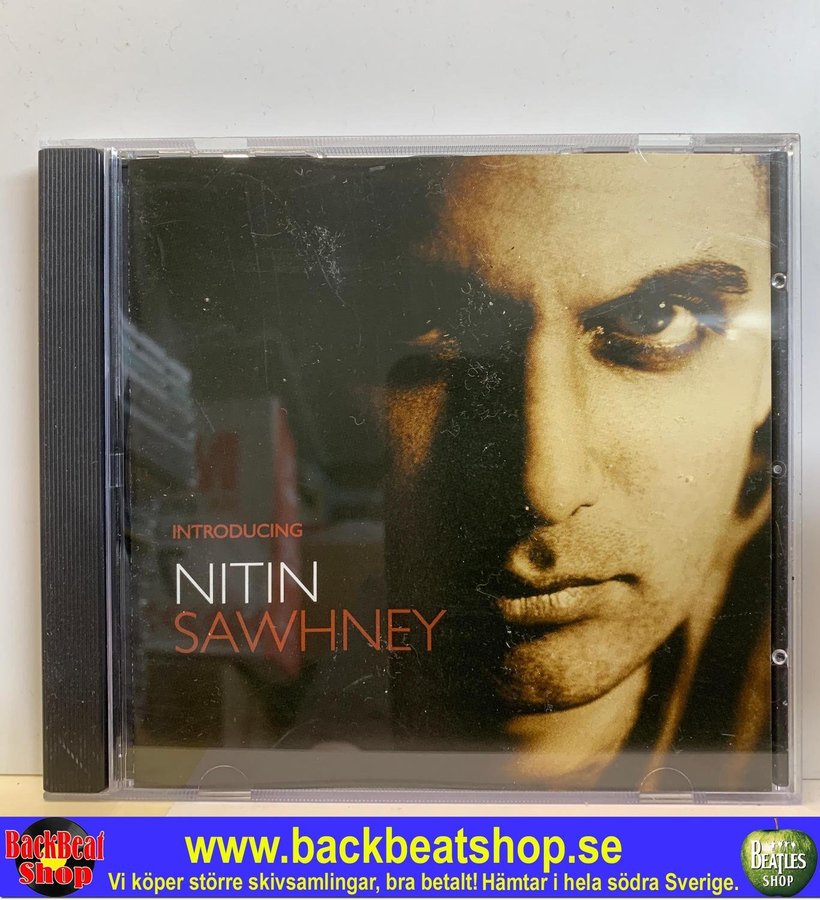 INTRODUCING
NITIN
SAWHNEY
BackBeat
Shop
www.backbeatshop.se
Vi köper större skivsamlingar, bra betalt! Hämtar i hela södra Sverige.
BEATLES
SHOP